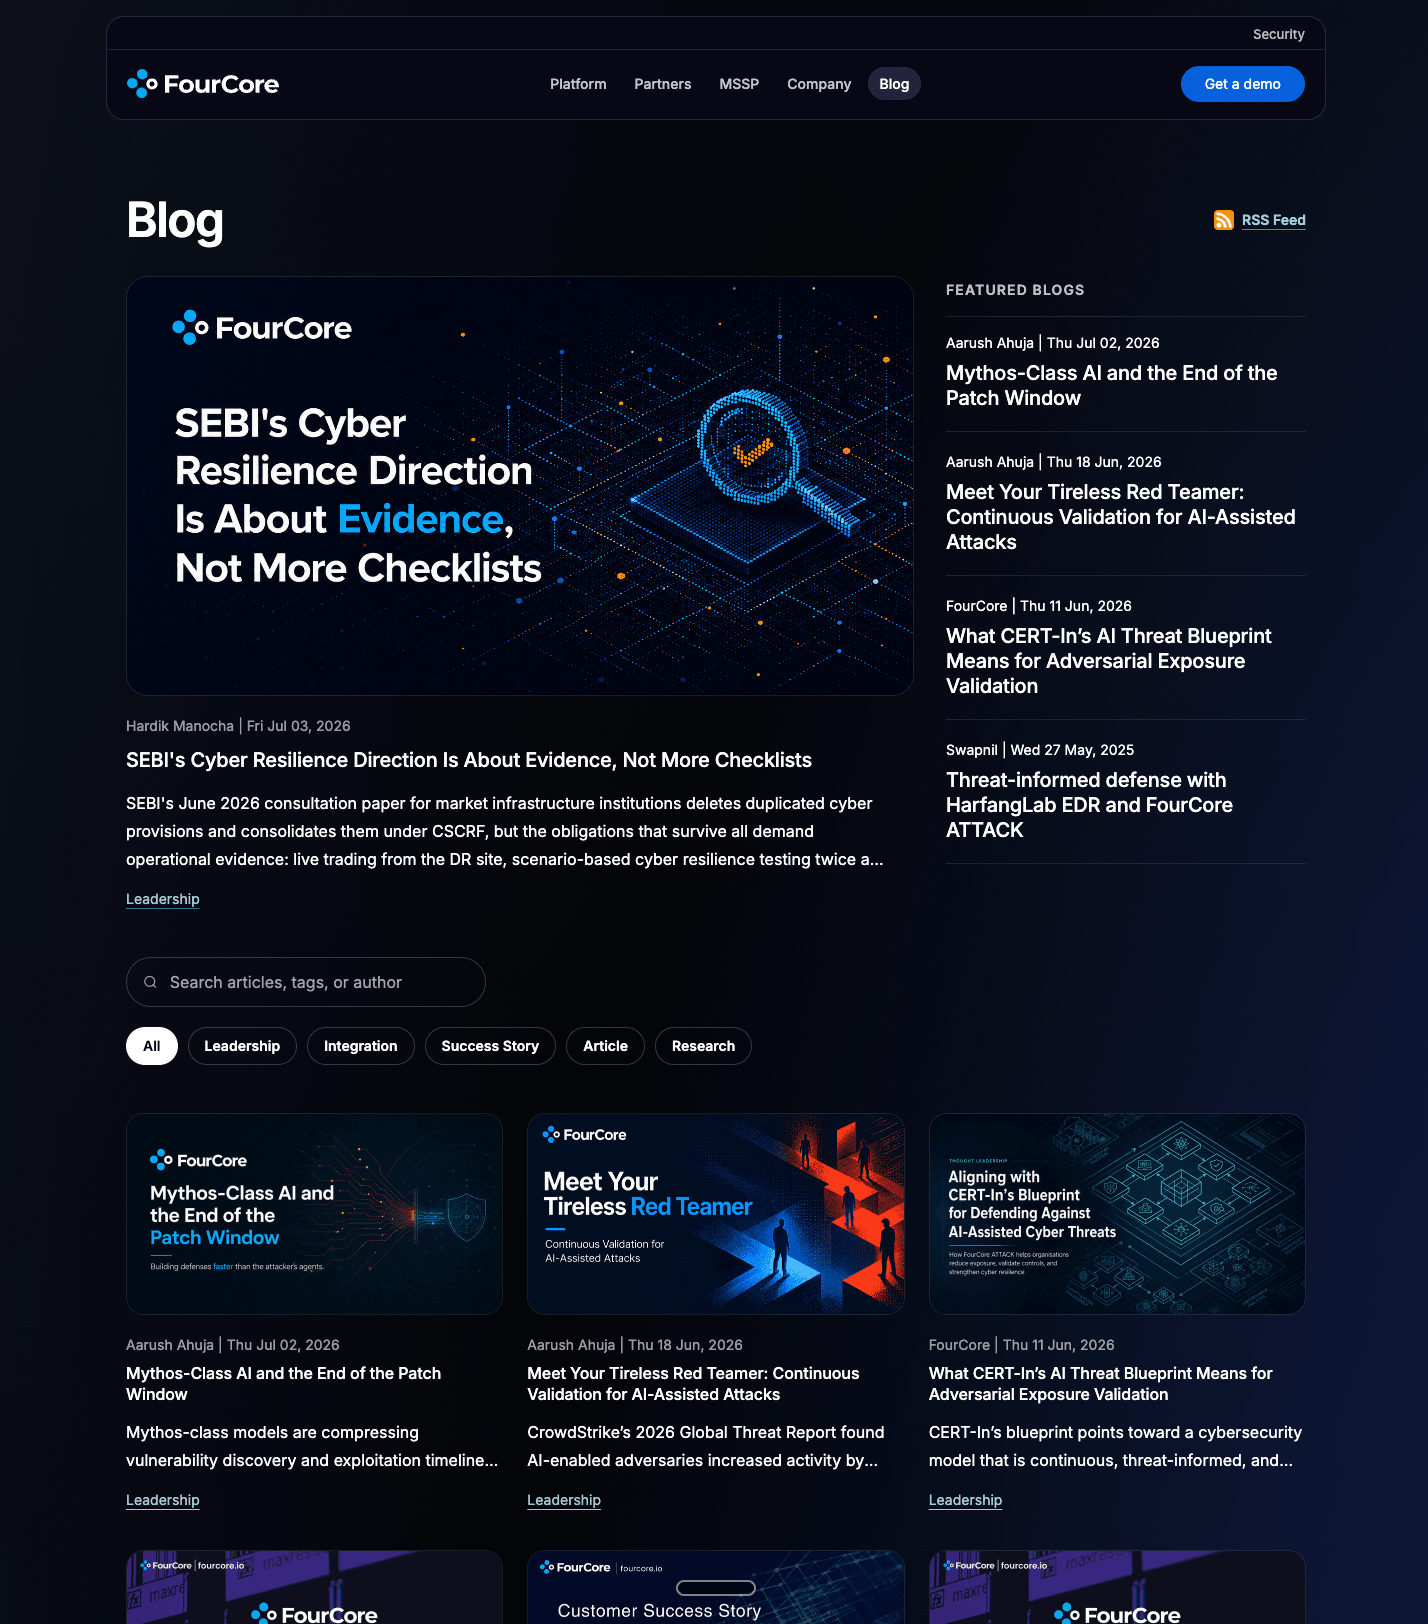 Security
FourCore
Platform
Partners
MSSP
Company
Blog
Get a demo
Blog
RSS Feed
FourCore
SEBI's Cyber
Resilience Direction
Is About Evidence,
Not More Checklists
Hardik Manocha | Fri Jul 03, 2026
SEBI's Cyber Resilience Direction Is About Evidence, Not More Checklists
SEBI's June 2026 consultation paper for market infrastructure institutions deletes duplicated cyber
provisions and consolidates them under CSCRF, but the obligations that survive all demand
operational evidence: live trading from the DR site, scenario-based cyber resilience testing twice a...
Leadership
FEATURED BLOGS
Aarush Ahuja | Thu Jul 02, 2026
Mythos-Class AI and the End of the
Patch Window
Aarush Ahuja | Thu 18 Jun, 2026
Meet Your Tireless Red Teamer:
Continuous Validation for AI-Assisted
Attacks
FourCore | Thu 11 Jun, 2026
What CERT-In’s AI Threat Blueprint
Means for Adversarial Exposure
Validation
Swapnil | Wed 27 May, 2025
Threat-informed defense with
HarfangLab EDR and FourCore
ATTACK
Search articles, tags, or author
All
Leadership
Integration
Success Story
Article
Research
FourCore
Mythos-Class AI and
the End of the
Patch Window
Building defenses faster than the attacker's agents.
Aarush Ahuja | Thu Jul 02, 2026
Mythos-Class AI and the End of the Patch
Window
Mythos-class models are compressing
vulnerability discovery and exploitation timeline...
Leadership
FourCore
Meet Your
Tireless Red Teamer
Continuous Validation for
AI-Assisted Attacks
Aarush Ahuja | Thu 18 Jun, 2026
Meet Your Tireless Red Teamer: Continuous
Validation for AI-Assisted Attacks
CrowdStrike’s 2026 Global Threat Report found
AI-enabled adversaries increased activity by...
Leadership
THOUGHT LEADERSHIP
Aligning with
CERT-In’s Blueprint
for Defending Against
AI-Assisted Cyber Threats
How FourCore ATTACK helps organisations
reduce exposure, validate controls, and
strengthen cyber resilience
FourCore | Thu 11 Jun, 2026
What CERT-In’s AI Threat Blueprint Means for
Adversarial Exposure Validation
CERT-In’s blueprint points toward a cybersecurity
model that is continuous, threat-informed, and...
Leadership
FourCore | fourcore.io
FourCore
FourCore | fourcore.io
Customer Success Story
FourCore | fourcore.io
FourCore